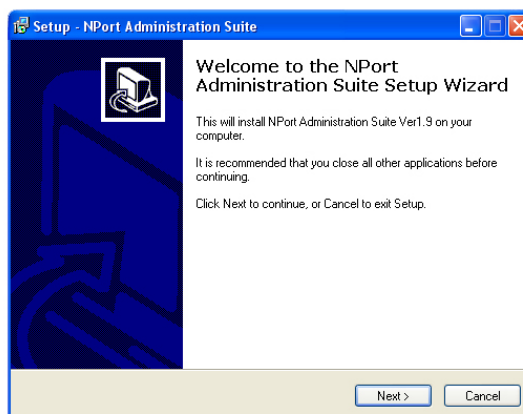 Setup - NPort Administration Suite
Welcome to the NPort
Administration Suite Setup Wizard
This will install NPort Administration Suite Ver1.9 on your
computer.
It is recommended that you close all other applications before
continuing.
Click Next to continue, or Cancel to exit Setup.
Next >
Cancel